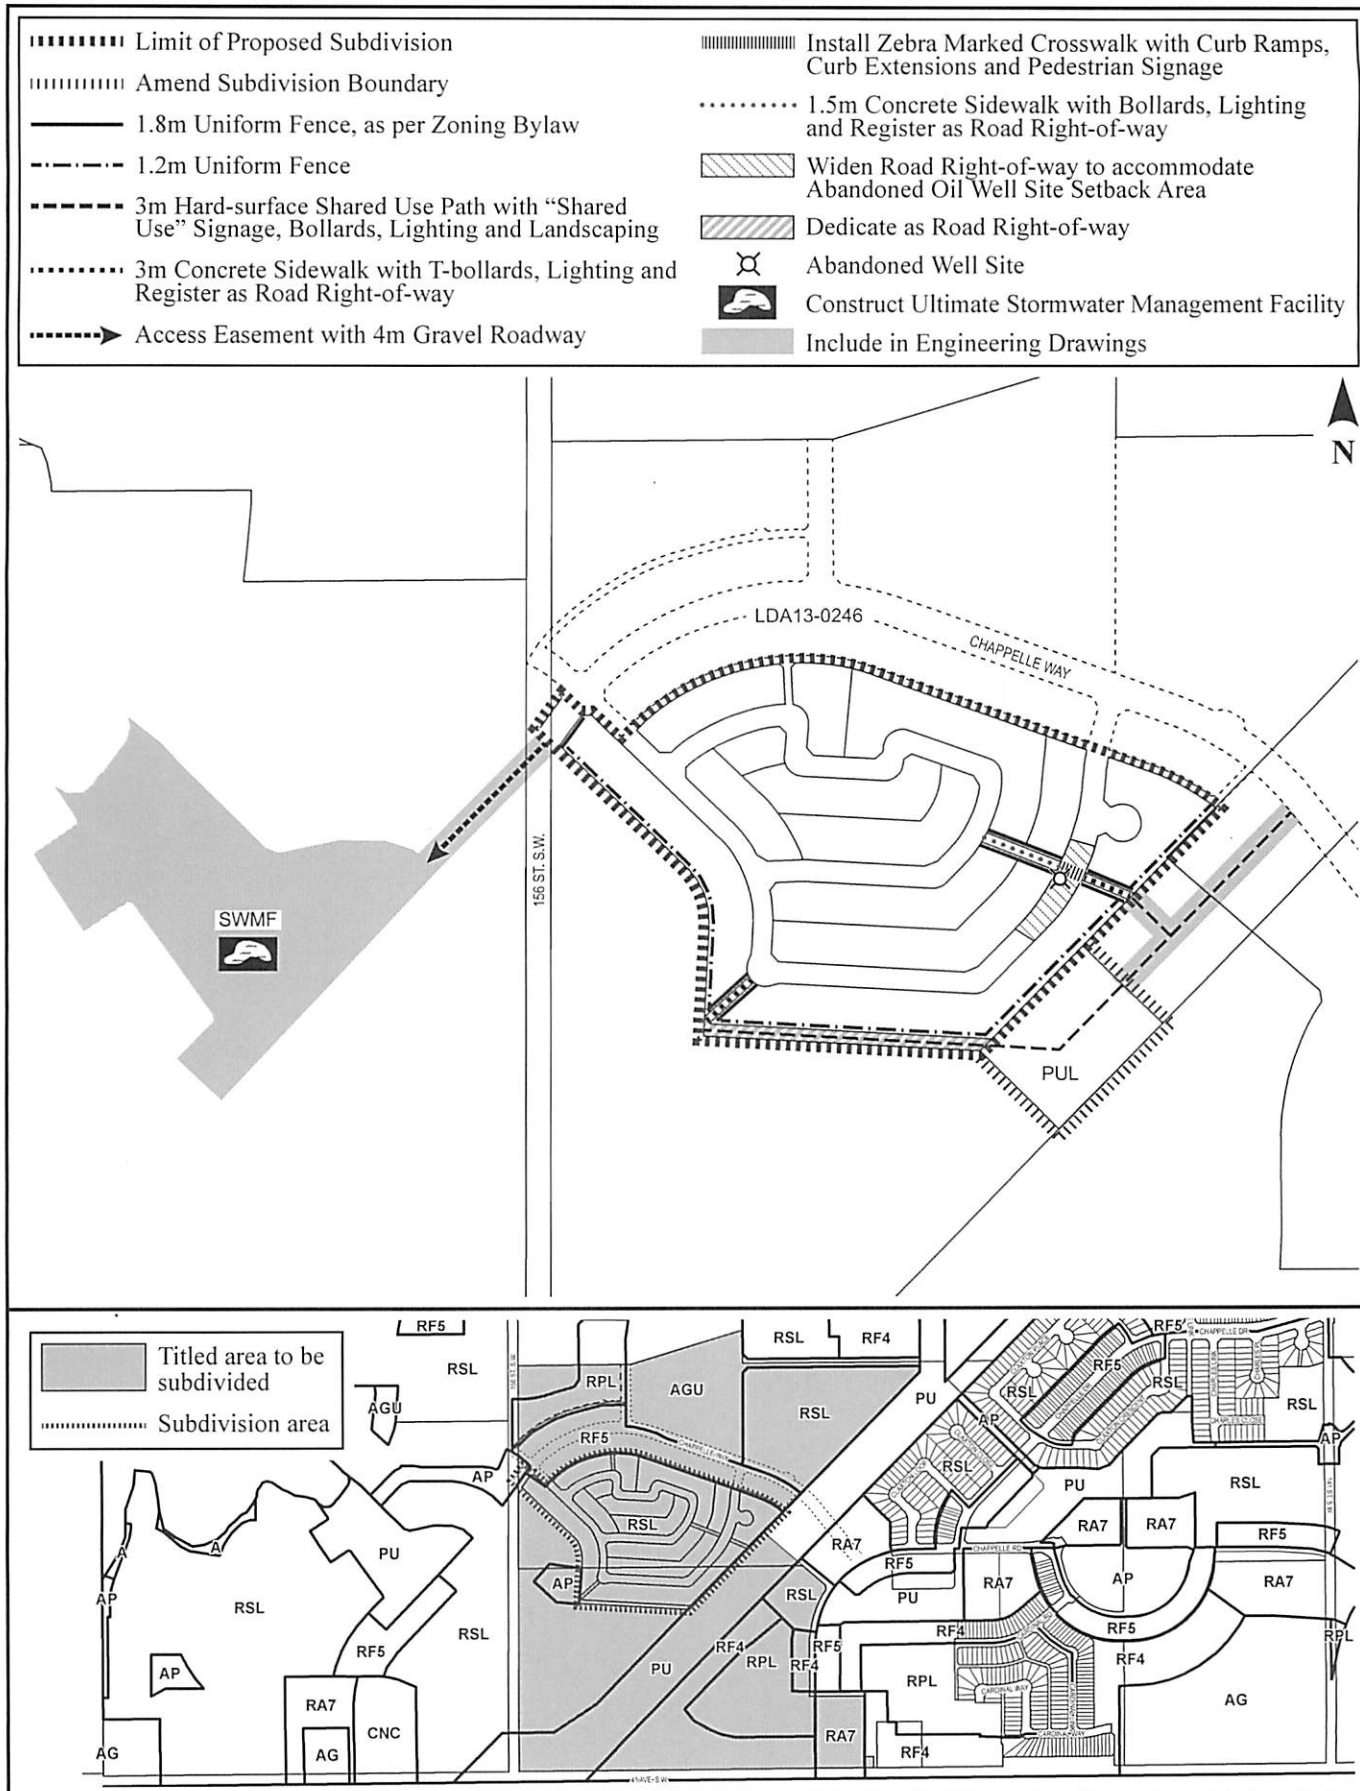 Limit of Proposed Subdivision
Amend Subdivision Boundary
1.8m Uniform Fence, as per Zoning Bylaw
1.2m Uniform Fence
3m Hard-surface Shared Use Path with “Shared
Use” Signage, Bollards, Lighting and Landscaping
3m Concrete Sidewalk with T-bollards, Lighting and
Register as Road Right-of-way
Access Easement with 4m Gravel Roadway
Install Zebra Marked Crosswalk with Curb Ramps,
Curb Extensions and Pedestrian Signage
1.5m Concrete Sidewalk with Bollards, Lighting
and Register as Road Right-of-way
Widen Road Right-of-way to accommodate
Abandoned Oil Well Site Setback Area
Dedicate as Road Right-of-way
Abandoned Well Site
Construct Ultimate Stormwater Management Facility
Include in Engineering Drawings
N
LDA13-0246
CHAPPELLE WAY
156 ST. S.W.
SWMF
PUL
Titled area to be
subdivided
Subdivision area
RF5
RSL
AGU
RPL
AGU
RSL
RF4
RSL
PU
RF5
CHAPPELLE DR
RF5
RSL
RSL
RSL
AP
AP
CHARLES CLOSE
RF5
CHAPPELLE WAY
AP
RSL
PU
RSL
RA7
RA7
RF5
A
A
PU
RSL
RA7
RF5
CHAPPELLE RD
AP
RA7
AP
RSL
AP
RSL
PU
RA7
RF5
RSL
RF4
RF5
RF4
RPL
AP
PU
RF4
RPL
RF5
RF4
RPL
AG
RA7
CNC
AG
AG
RA7
CARDINAL WAY
CARDINAL WAY
RF4
41 AVE S.W.